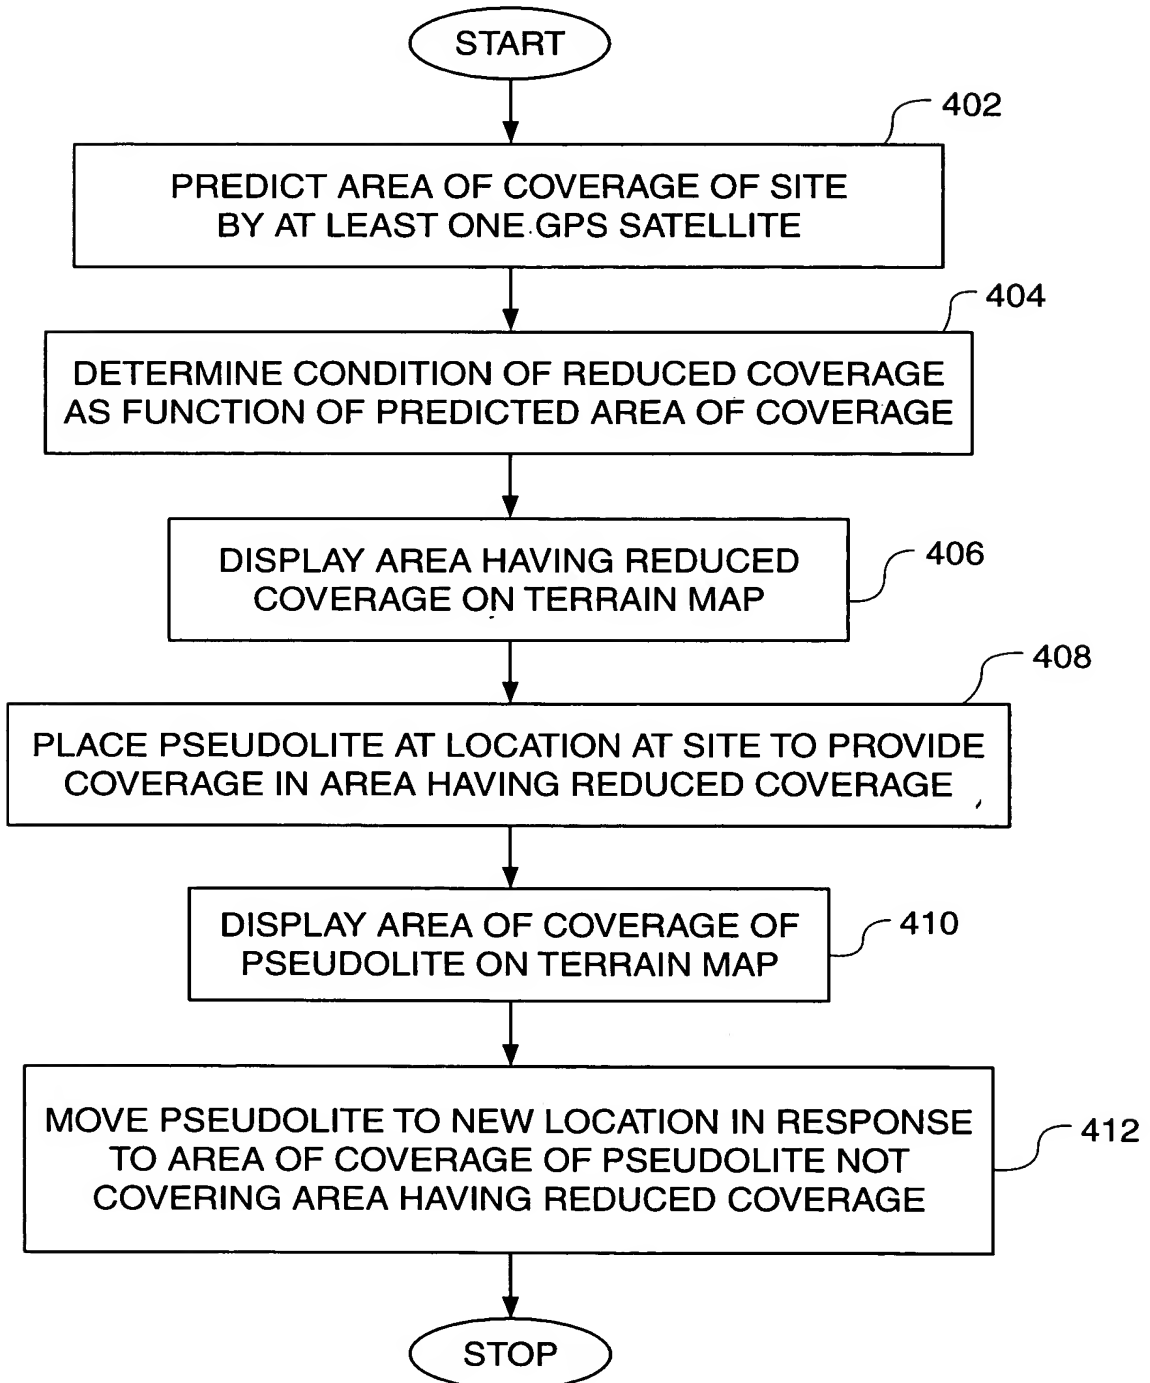 START
402
PREDICT AREA OF COVERAGE OF SITE
BY AT LEAST ONE GPS SATELLITE
404
DETERMINE CONDITION OF REDUCED COVERAGE
AS FUNCTION OF PREDICTED AREA OF COVERAGE
406
DISPLAY AREA HAVING REDUCED
COVERAGE ON TERRAIN MAP
408
PLACE PSEUDOLITE AT LOCATION AT SITE TO PROVIDE
COVERAGE IN AREA HAVING REDUCED COVERAGE
410
DISPLAY AREA OF COVERAGE OF
PSEUDOLITE ON TERRAIN MAP
412
MOVE PSEUDOLITE TO NEW LOCATION IN RESPONSE
TO AREA OF COVERAGE OF PSEUDOLITE NOT
COVERING AREA HAVING REDUCED COVERAGE
STOP